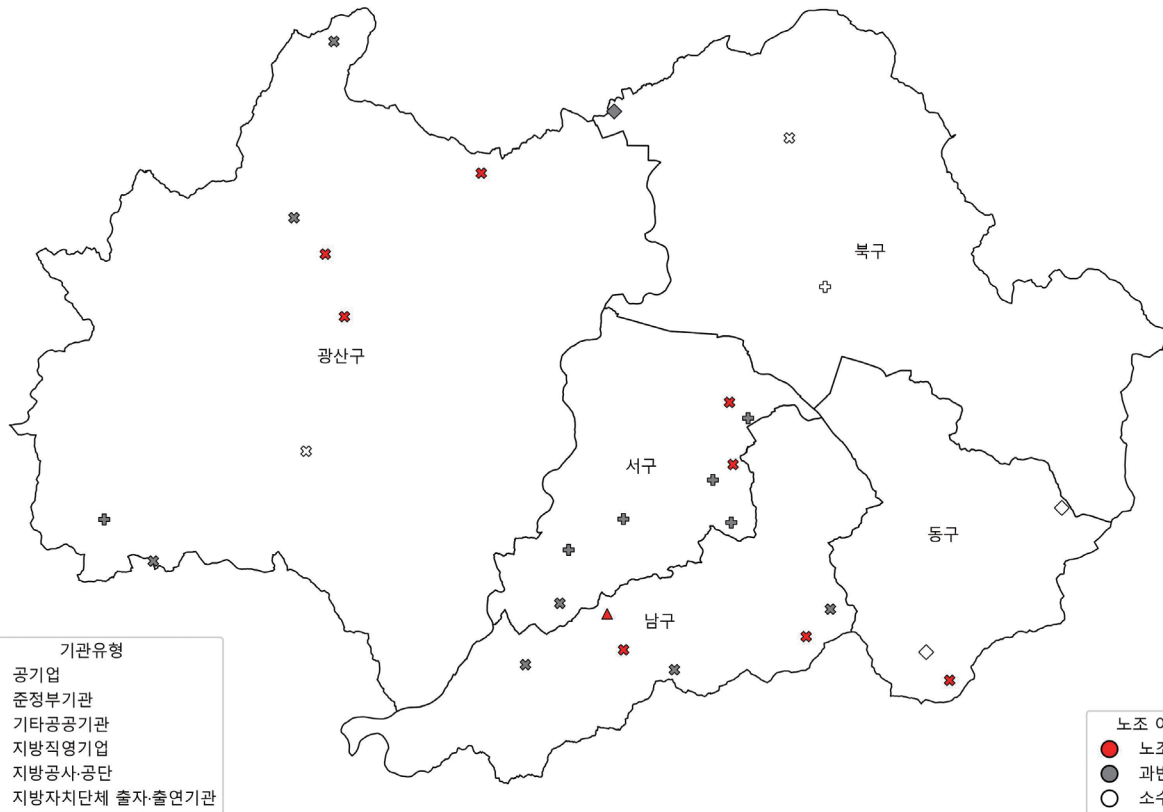 북구
광산구
서구
동구
남구
기관유형
공기업
준정부기관
기타공공기관
지방직영기업
지방공사·공단
지방자치단체 출자·출연기관
노조